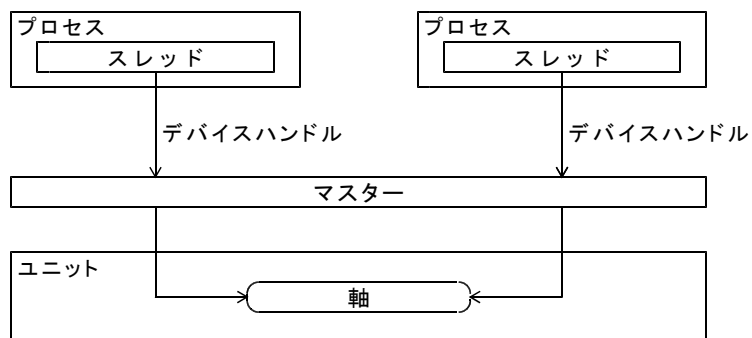 プロセス
プロセス
スレッド
スレッド
デバイスハンドル
デバイスハンドル
マスター
ユニット
軸